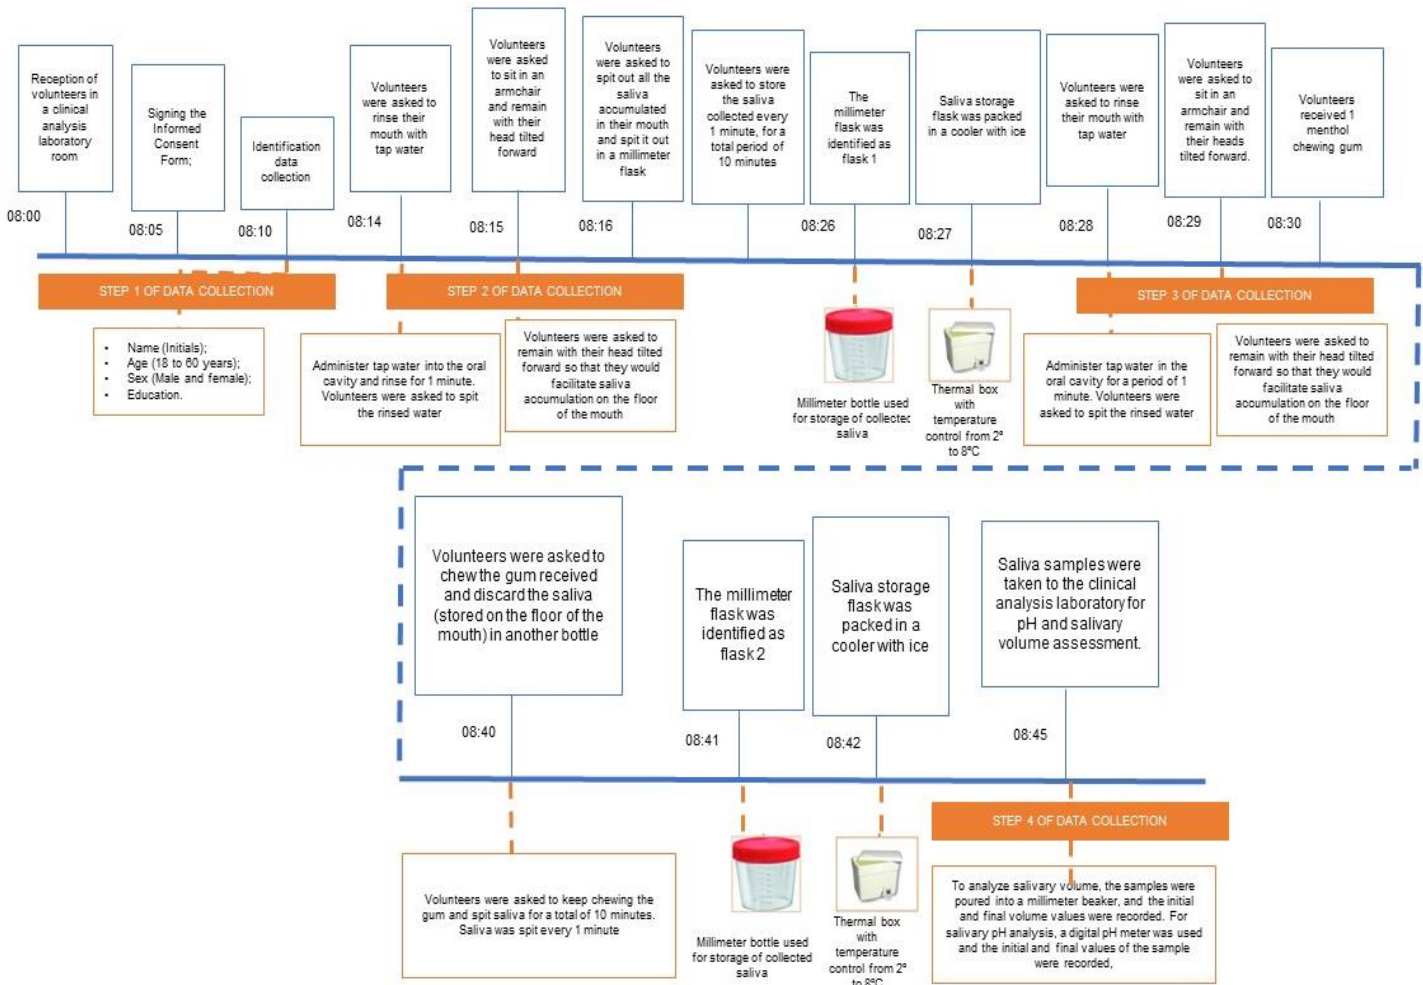 Reception of
volunteers in
a clinical
analysis
laboratory
room
08:00
Signing the
Informed
Consent
Form;
08:05
Identification
data
collection
08:10
Volunteers
were asked to
rinse their
mouth with
tap water
08:14
Volunteers
were asked
to sit in an
armchair
and remain
with their
head tilted
forward
08:15
Volunteers
were asked to
spit out all the
saliva
accumulated
in their mouth
and spit it out
in a millimeter
flask
08:16
Volunteers were
asked to store
the saliva
collected every
1 minute, for a
total period of
10 minutes
The
millimeter
flask was
identified as
flask 1
08:26
Saliva storage
flask was packed
in a cooler with ice
08:27
Volunteers were
asked to rinse
their mouth with
tap water
08:28
Volunteers
were asked to
sit in an
armchair and
remain with
their heads
tilted forward.
08:29
Volunteers
received 1
menthol
chewing gum
08:30
STEP 1 OF DATA COLLECTION
STEP 2 OF DATA COLLECTION
STEP 3 OF DATA COLLECTION
• Name (Initials);
• Age (18 to 60 years);
• Sex (Male and female);
• Education.
Administer tap water into the oral
cavity and rinse for 1 minute.
Volunteers were asked to spit
the rinsed water
Volunteers were asked to
remain with their head tilted
forward so that they would
facilitate saliva
accumulation on the floor
of the mouth
Millimeter bottle used
for storage of collected
saliva
Thermal box
with
temperature
control from 2º
to 8ºC
Administer tap water in the
oral cavity for a period of 1
minute. Volunteers were
asked to spit the rinsed water
Volunteers were asked to
remain with their head tilted
forward so that they would
facilitate saliva
accumulation on the floor
of the mouth
Volunteers were asked to
chew the gum received
and discard the saliva
(stored on the floor of the
mouth) in another bottle
08:40
The millimeter
flask was
identified as
flask 2
08:41
Saliva storage
flask was
packed in a
cooler with ice
08:42
Saliva samples were
taken to the clinical
analysis laboratory for
pH and salivary
volume assessment.
08:45
STEP 4 OF DATA COLLECTION
Volunteers were asked to keep chewing the
gum and spit saliva for a total of 10 minutes.
Saliva was spit every 1 minute
Millimeter bottle used
for storage of collected
saliva
Thermal box
with
temperature
control from 2º
to 8ºC
To analyze salivary volume, the samples were
poured into a millimeter beaker, and the initial
and final volume values were recorded. For
salivary pH analysis, a digital pH meter was used
and the initial and final values of the sample
were recorded,